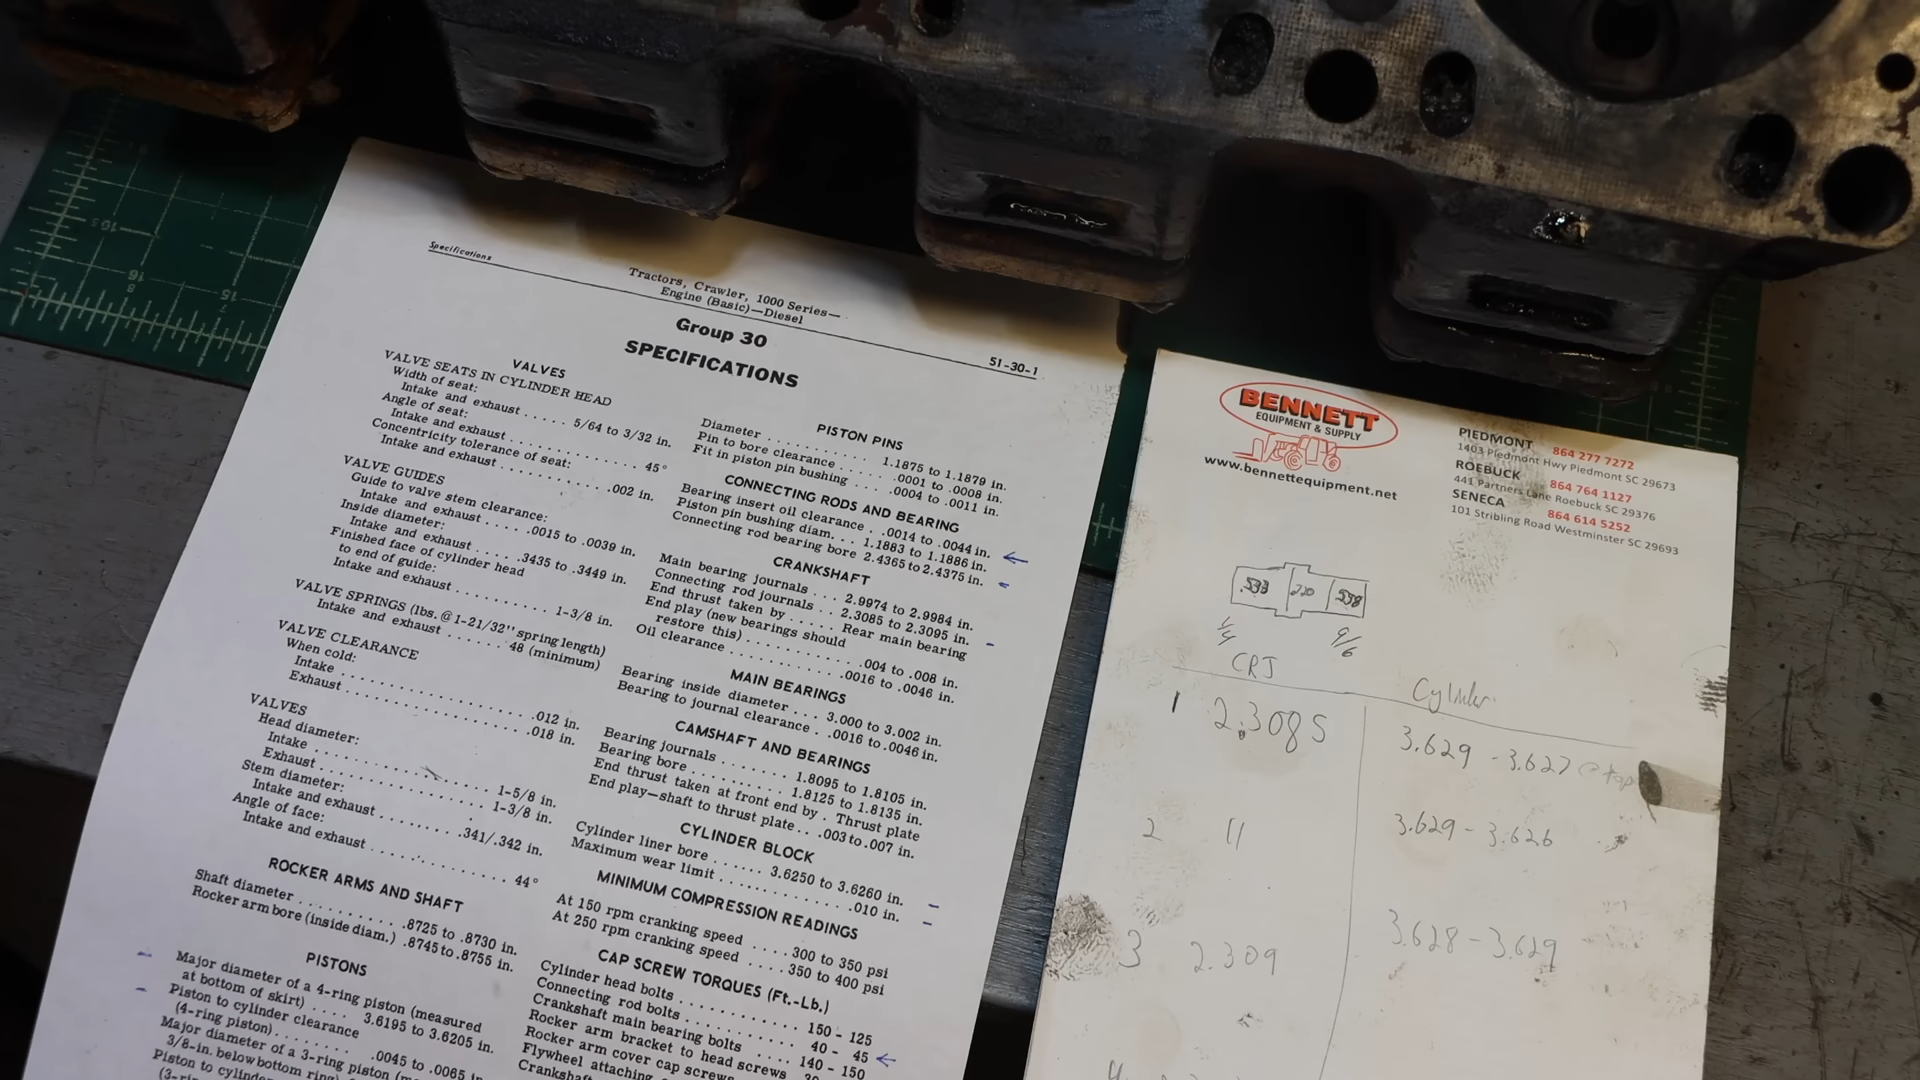 Specifications
Tractors, Crawler, 1000 Series—
Engine (Basic)—Diesel
51-30-1
Group 30
SPECIFICATIONS
VALVES
VALVE SEATS IN CYLINDER HEAD
Width of seat:
Intake and exhaust . . . . 5/64 to 3/32 in.
Angle of seat:
Intake and exhaust . . . . . . . . . . . . . 45°
Concentricity tolerance of seat:
Intake and exhaust . . . . . . . . . . .002 in.
VALVE GUIDES
Guide to valve stem clearance:
Intake and exhaust . . . . .0015 to .0039 in.
Inside diameter:
Intake and exhaust . . . . .3435 to .3449 in.
Finished face of cylinder head
to end of guide:
Intake and exhaust . . . . . . . . . . 1-3/8 in.
VALVE SPRINGS (lbs. @ 1-21/32" spring length)
Intake and exhaust . . . . . . 48 (minimum)
VALVE CLEARANCE
When cold:
Intake . . . . . . . . . . . . . . . . . . .012 in.
Exhaust . . . . . . . . . . . . . . . . . .018 in.
VALVES
Head diameter:
Intake . . . . . . . . . . . . . . . . . 1-5/8 in.
Exhaust . . . . . . . . . . . . . . . . 1-3/8 in.
Stem diameter:
Intake and exhaust . . . . . . . . .341/.342 in.
Angle of face:
Intake and exhaust . . . . . . . . . . . . . 44°
ROCKER ARMS AND SHAFT
Shaft diameter . . . . . . . . . .8725 to .8730 in.
Rocker arm bore (inside diam.) .8745 to .8755 in.
PISTONS
Major diameter of a 4-ring piston (measured
at bottom of skirt) . . . . 3.6195 to 3.6205 in.
Piston to cylinder clearance
(4-ring piston). . . . . . . . .0045 to .0065 in.
Major diameter of a 3-ring piston
3/8-in. below bottom ring)
Piston to cylinder
PISTON PINS
Diameter . . . . . . . . . . . 1.1875 to 1.1879 in.
Pin to bore clearance . . . . . .0001 to .0008 in.
Fit in piston pin bushing . . . . .0004 to .0011 in.
CONNECTING RODS AND BEARING
Bearing insert oil clearance . .0014 to .0044 in.
Piston pin bushing diam. . . 1.1883 to 1.1886 in.
Connecting rod bearing bore 2.4365 to 2.4375 in.
CRANKSHAFT
Main bearing journals . . . 2.9974 to 2.9984 in.
Connecting rod journals . . 2.3085 to 2.3095 in.
End thrust taken by . . . . . Rear main bearing
End play (new bearings should
restore this) . . . . . . . . . . . .004 to .008 in.
Oil clearance . . . . . . . . . . .0016 to .0046 in.
MAIN BEARINGS
Bearing inside diameter . . . 3.000 to 3.002 in.
Bearing to journal clearance . .0016 to .0046 in.
CAMSHAFT AND BEARINGS
Bearing journals . . . . . . . 1.8095 to 1.8105 in.
Bearing bore . . . . . . . . . 1.8125 to 1.8135 in.
End thrust taken at front end by . Thrust plate
End play—shaft to thrust plate. . .003 to .007 in.
CYLINDER BLOCK
Cylinder liner bore . . . . . . 3.6250 to 3.6260 in.
Maximum wear limit . . . . . . . . . . . .010 in.
MINIMUM COMPRESSION READINGS
At 150 rpm cranking speed . . . . 300 to 350 psi
At 250 rpm cranking speed . . . . 350 to 400 psi
CAP SCREW TORQUES (Ft.-Lb.)
Cylinder head bolts . . . . . . . . . . 150 - 125
Connecting rod bolts . . . . . . . . . . 40 - 45
Crankshaft main bearing bolts . . . . 140 - 150
Rocker arm bracket to head screws
Rocker arm cover cap screws
Flywheel attaching
BENNETT
EQUIPMENT & SUPPLY
www.bennettequipment.net
PIEDMONT 864 277 7272
1403 Piedmont Hwy Piedmont SC 29673
ROEBUCK 864 764 1127
441 Partners Lane Roebuck SC 29376
SENECA 864 614 5252
101 Stribling Road Westminster SC 29693
.533 220 .538
CRJ Cylinder
1 2.3085 3.629 - 3.627 @ top
2 11 3.629 - 3.626
3 2.309 3.628 - 3.629